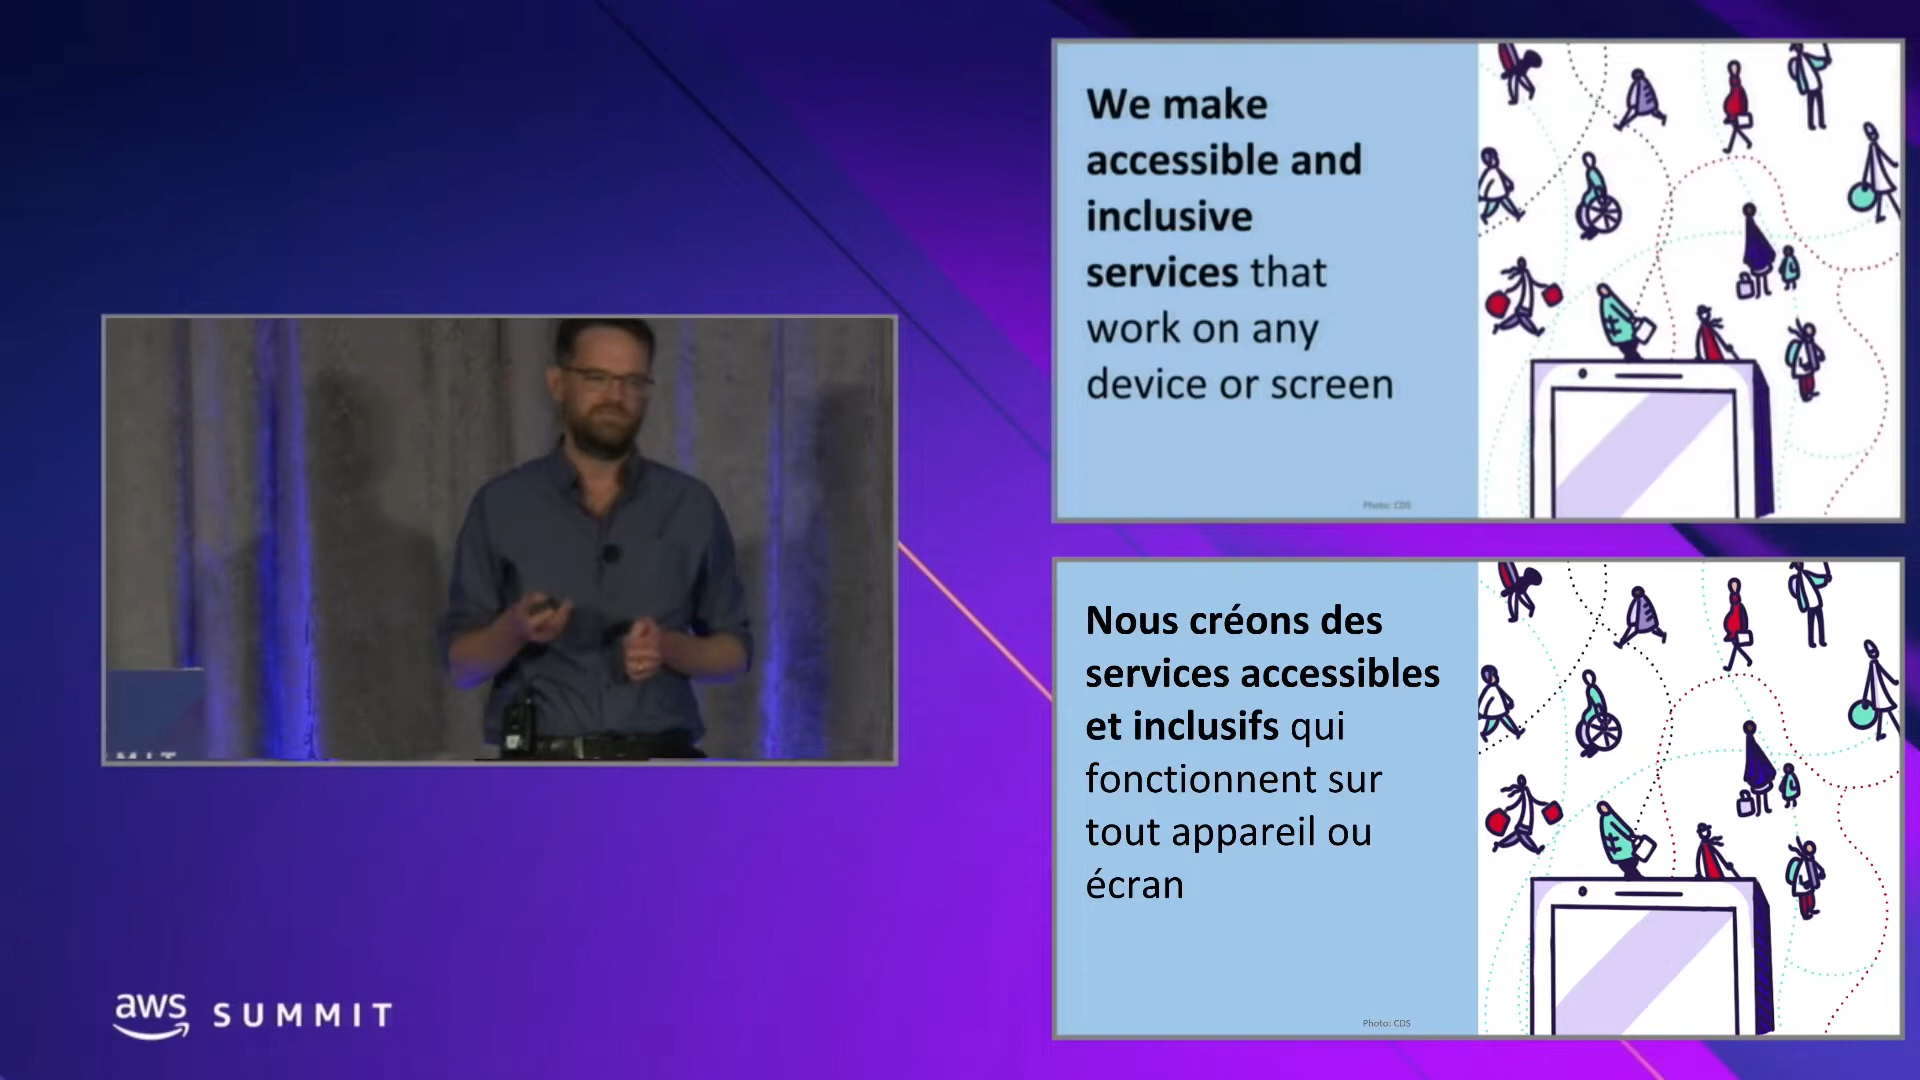 We make
accessible and
inclusive
services that
work on any
device or screen
Photo: CDS
Nous créons des
services accessibles
et inclusifs qui
fonctionnent sur
tout appareil ou
écran
Photo: CDS
aws SUMMIT